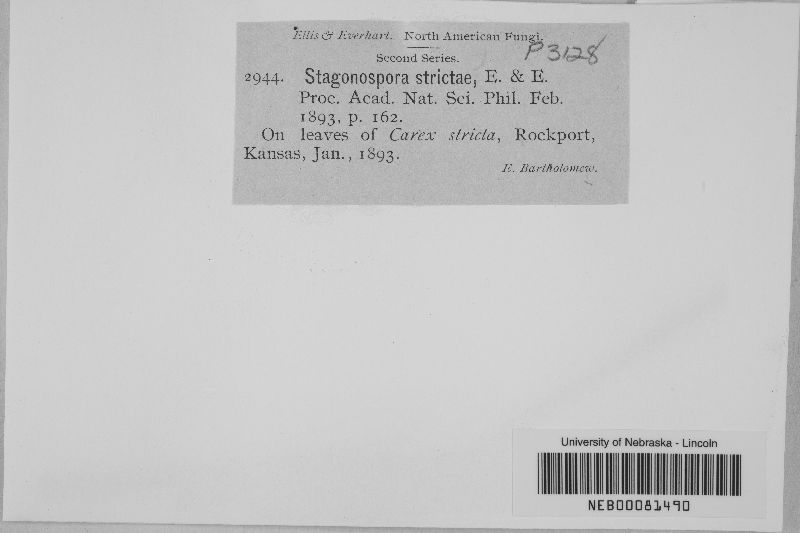 Ellis & Everhart. North American Fungi.
P3128
Second Series.
2944. Stagonospora strictae, E. & E.
Proc. Acad. Nat. Sci. Phil. Feb.
1893, p. 162.
On leaves of Carex stricta, Rockport,
Kansas, Jan., 1893.
E. Bartholomew.
University of Nebraska - Lincoln
NEB00081490